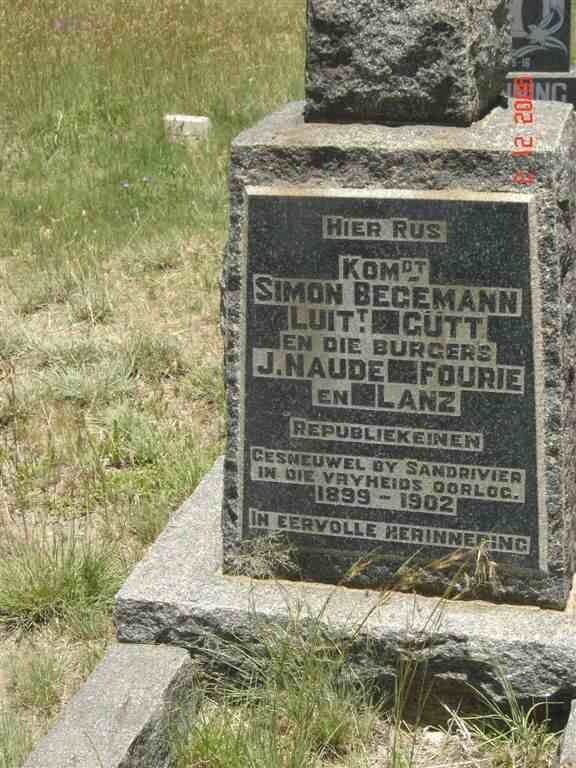 HIER RUS
KOMDT
SIMON BEGEMANN
LUITT. GÜTT
EN DIE BURGERS
J. NAUDE FOURIE
EN LANZ
REPUBLIKEINEN
GESNEUWEL BY SANDRIVIER
IN DIE VRYHEIDS OORLOG.
1899 - 1902
IN EERVOLLE HERINNERING